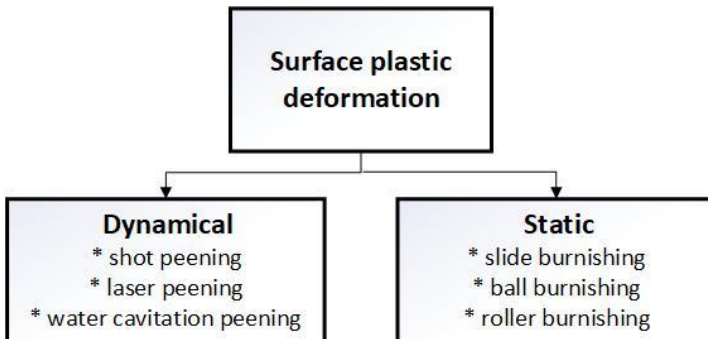 Surface plastic
deformation
Dynamical
* shot peening
* laser peening
* water cavitation peening
Static
* slide burnishing
* ball burnishing
* roller burnishing